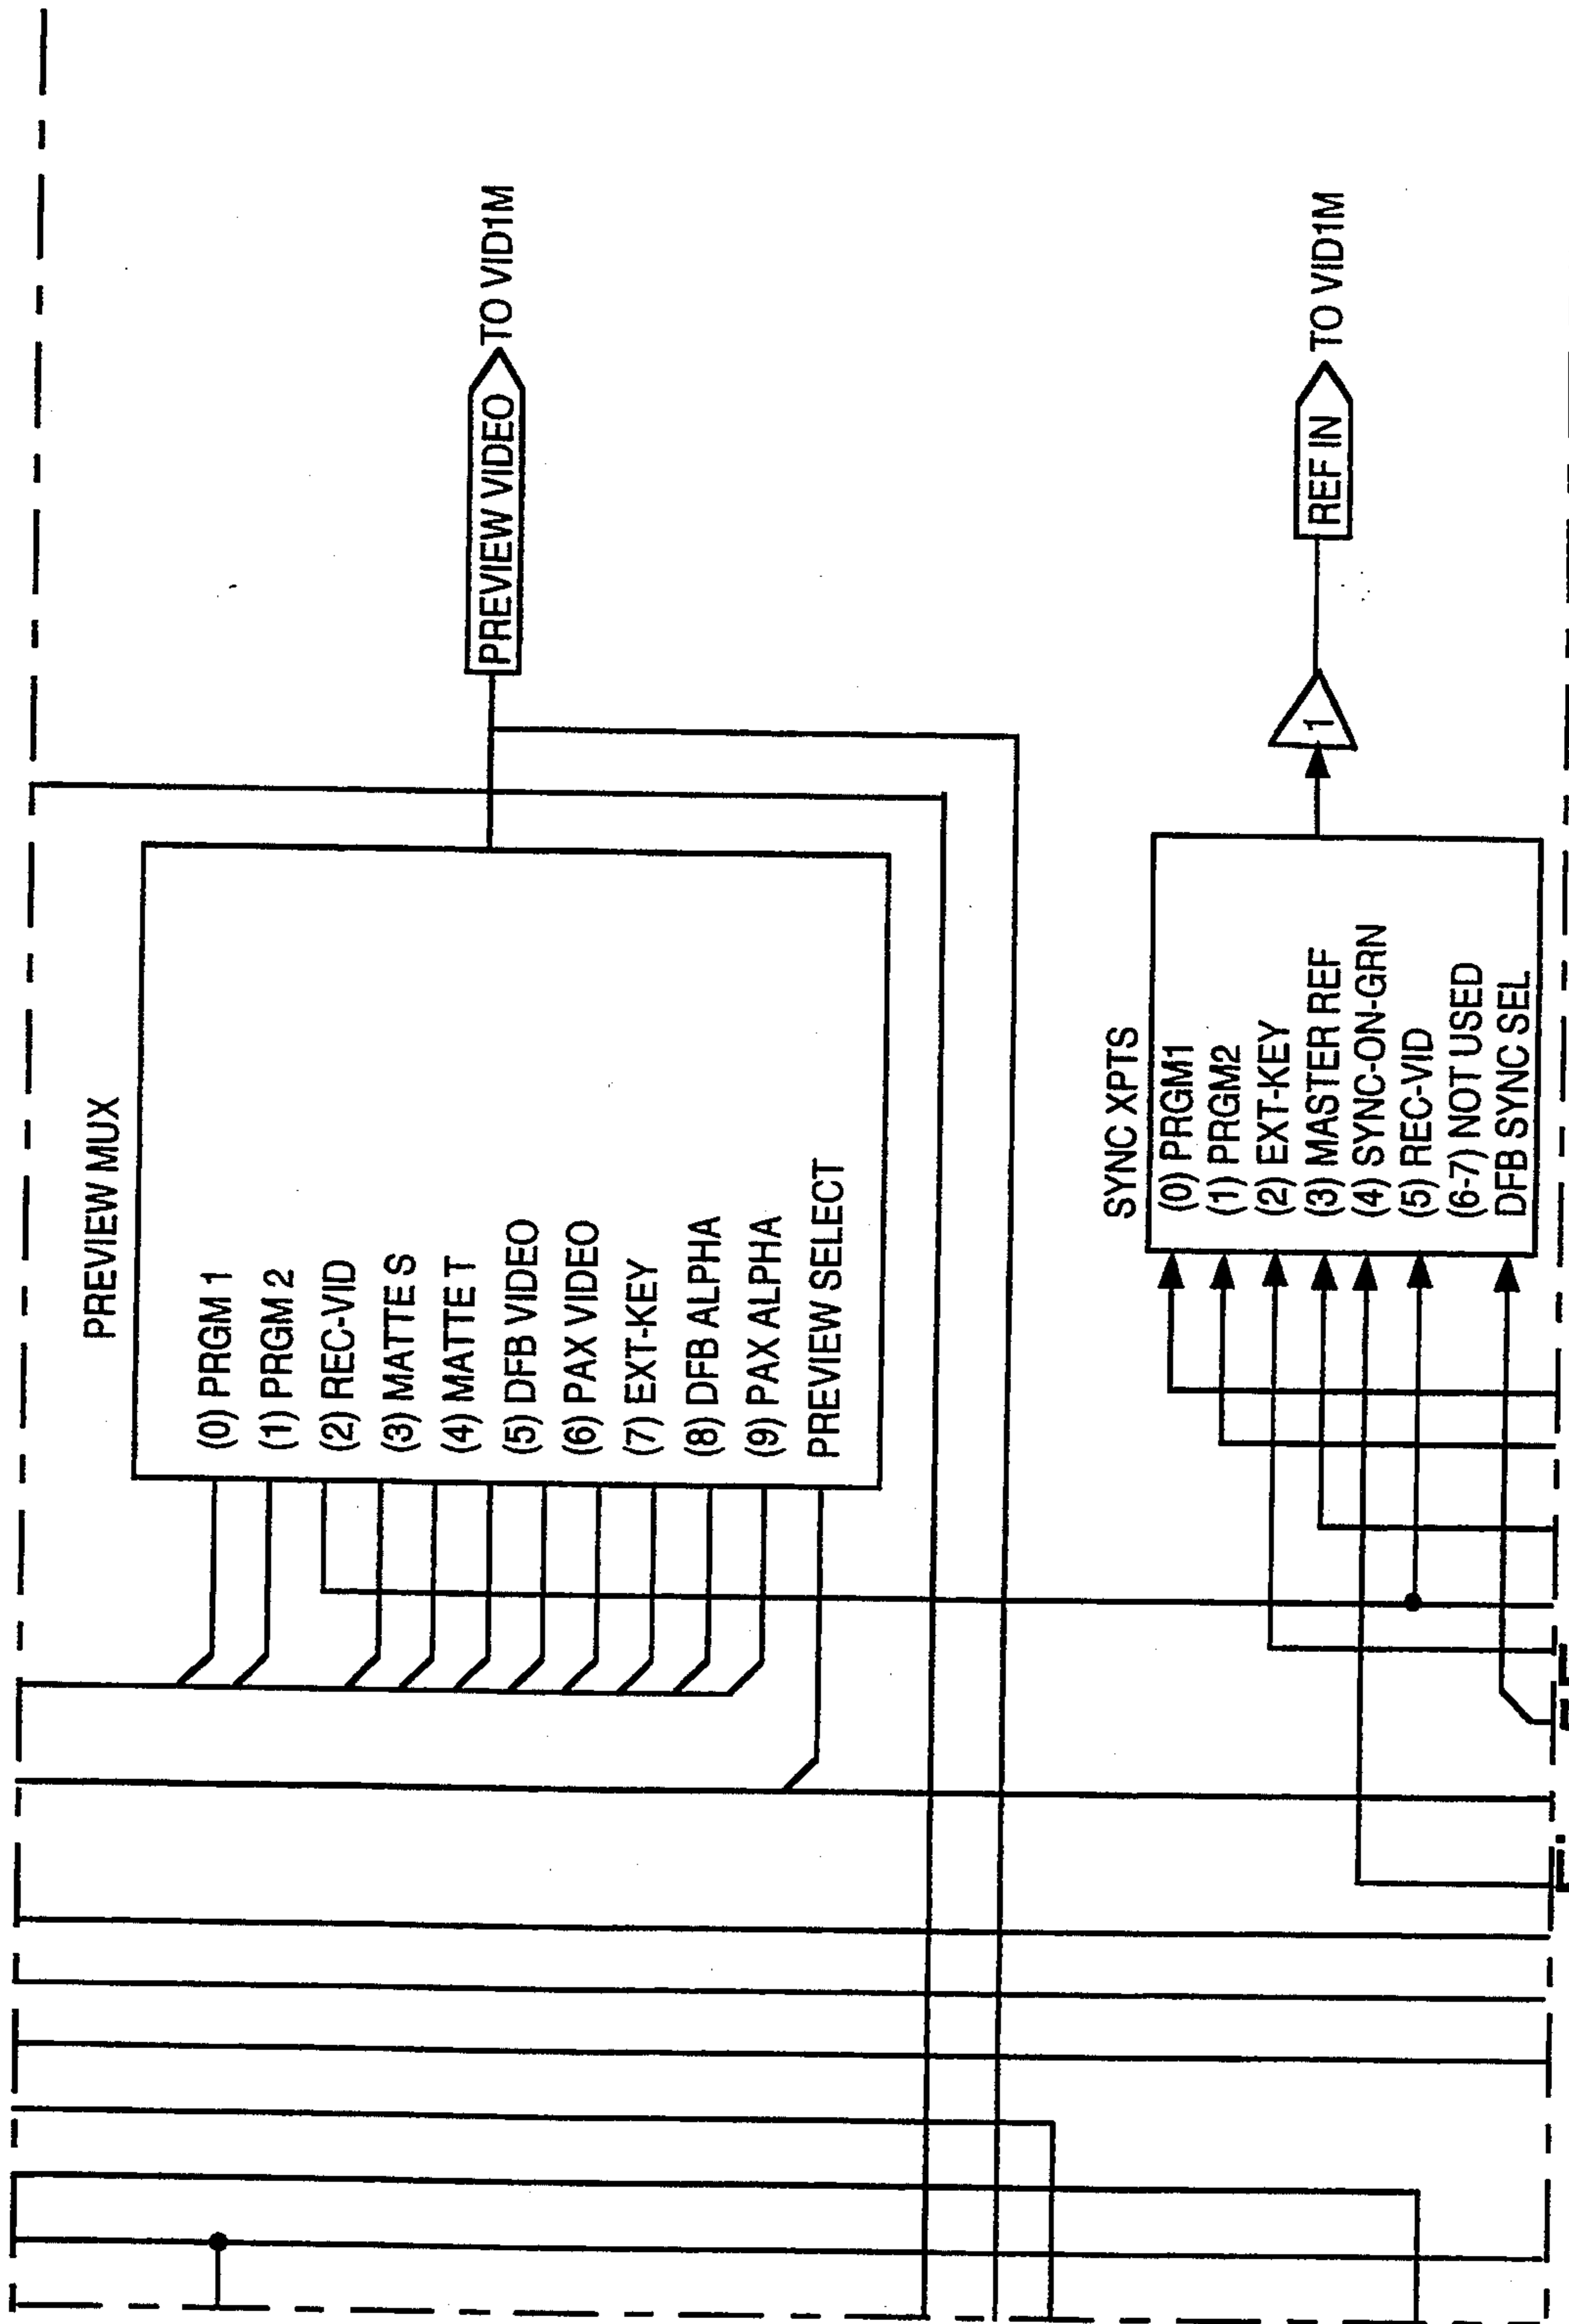 PREVIEW MUX
(0) PRGM 1
(1) PRGM 2
(2) REC-VID
(3) MATTE S
(4) MATTE T
(5) DFB VIDEO
(6) PAX VIDEO
(7) EXT-KEY
(8) DFB ALPHA
(9) PAX ALPHA
PREVIEW SELECT
PREVIEW VIDEO
TO VID1M
SYNC XPTS
(0) PRGM1
(1) PRGM2
(2) EXT-KEY
(3) MASTER REF
(4) SYNC-ON-GRN
(5) REC-VID
(6-7) NOT USED
DFB SYNC SEL
1
REF IN
TO VID1M